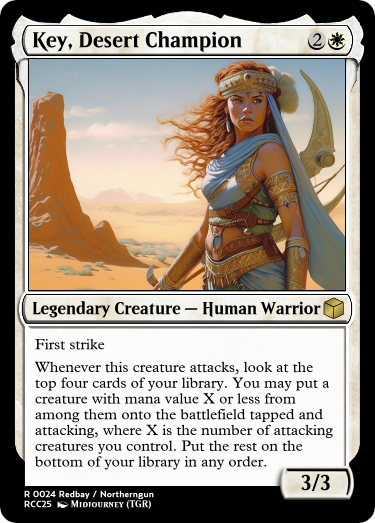 Key, Desert Champion 2
Legendary Creature — Human Warrior
First strike
Whenever this creature attacks, look at the
top four cards of your library. You may put a
creature with mana value X or less from
among them onto the battlefield tapped and
attacking, where X is the number of attacking
creatures you control. Put the rest on the
bottom of your library in any order.
3/3
R 0024 Redbay / Northerngun
RCC25 Midjourney (TGR)